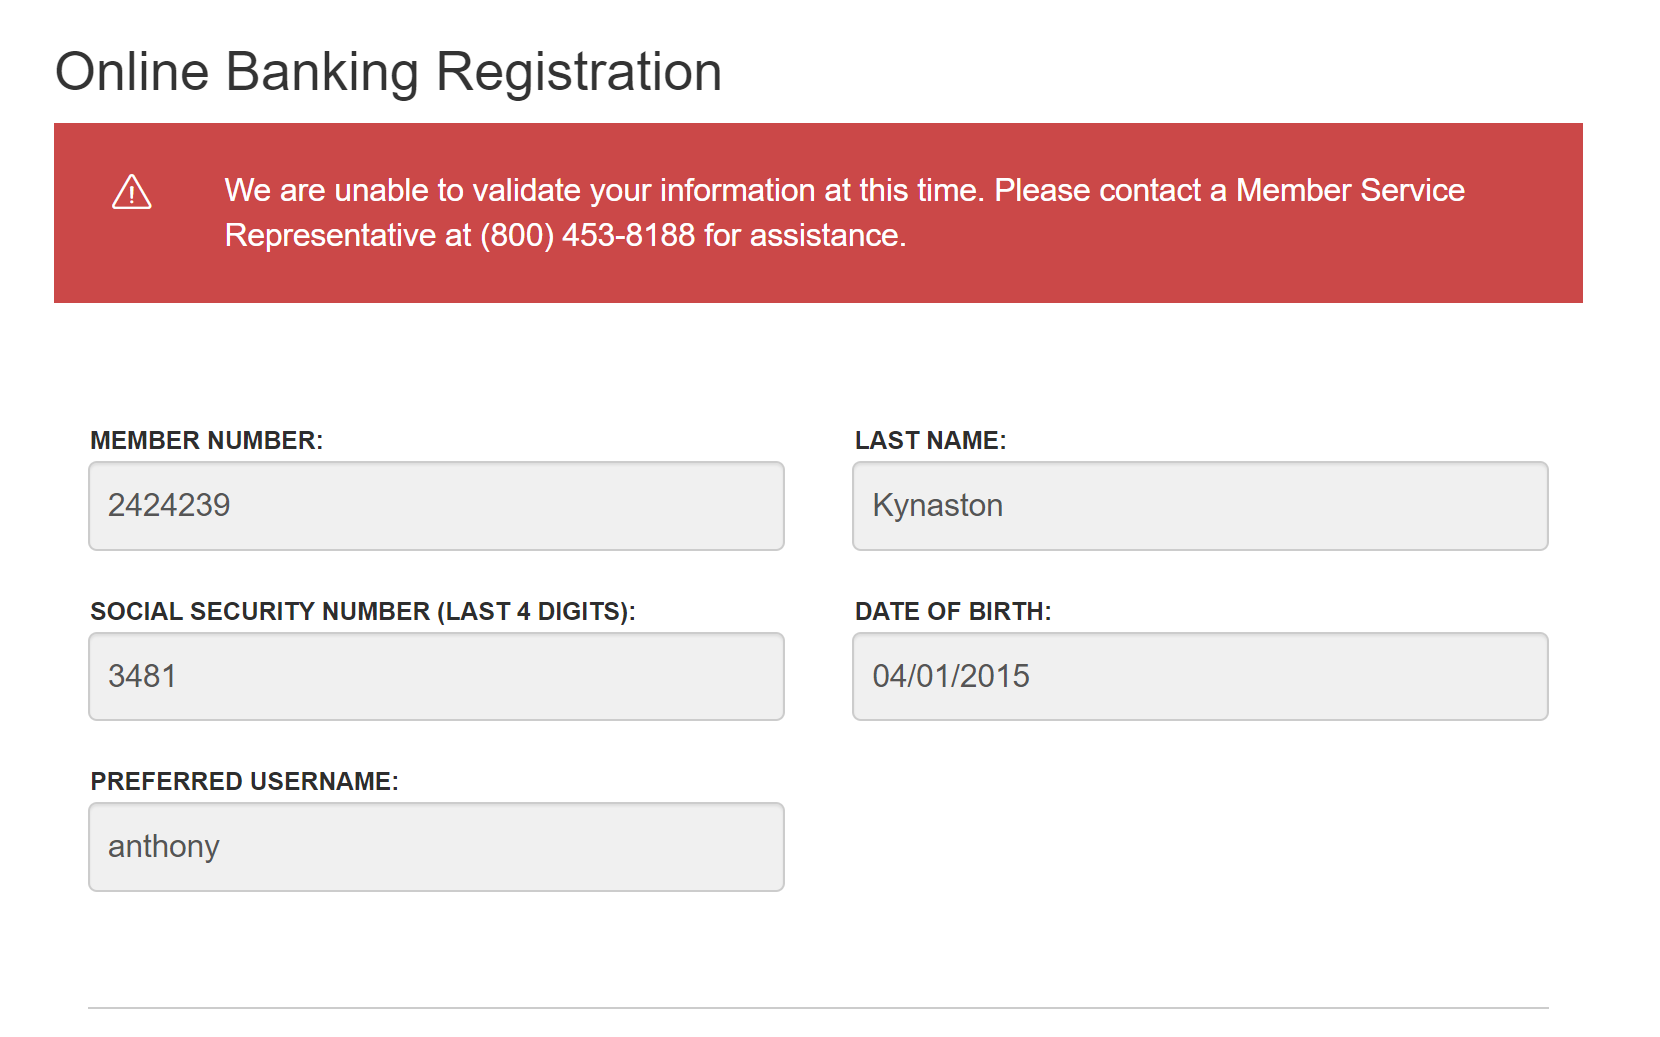 Online Banking Registration
We are unable to validate your information at this time. Please contact a Member Service
Representative at (800) 453-8188 for assistance.
MEMBER NUMBER:
2424239
LAST NAME:
Kynaston
SOCIAL SECURITY NUMBER (LAST 4 DIGITS):
3481
DATE OF BIRTH:
04/01/2015
PREFERRED USERNAME:
anthony